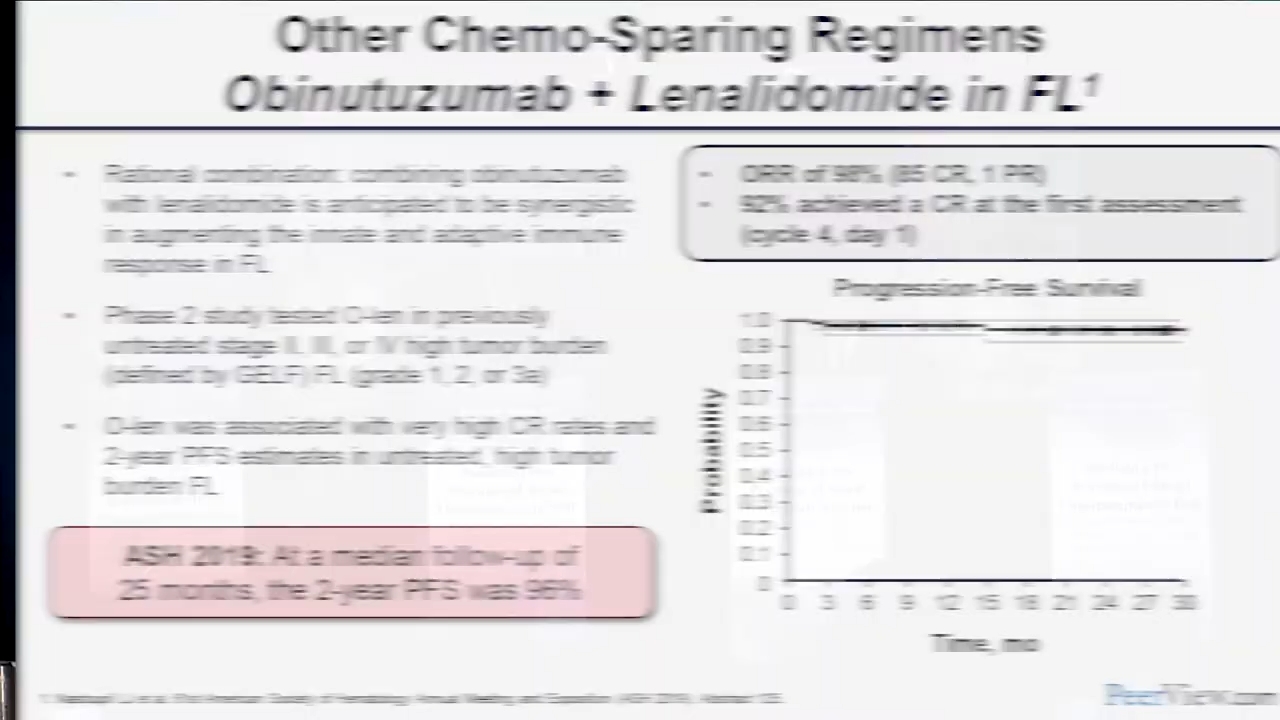 Other Chemo-Sparing Regimens
Obinutuzumab + Lenalidomide in FL1
- Rational combination: combining obinutuzumab
with lenalidomide is anticipated to be synergistic
in augmenting the innate and adaptive immune
response in FL
- Phase 2 study tested O-len in previously
untreated stage II, III, or IV high tumor burden
(defined by GELF) FL (grade 1, 2, or 3a)
- O-len was associated with very high CR rates and
2-year PFS estimates in untreated, high tumor
burden FL
ASH 2019: At a median follow-up of
25 months, the 2-year PFS was 96%
- ORR of 98% (85 CR, 1 PR)
- 92% achieved a CR at the first assessment
(cycle 4, day 1)
Progression-Free Survival
Probability
1.0
0.9
0.8
0.7
0.6
0.5
0.4
0.3
0.2
0.1
0
0 3 6 9 12 15 18 21 24 27 30
Time, mo
PeerView.com